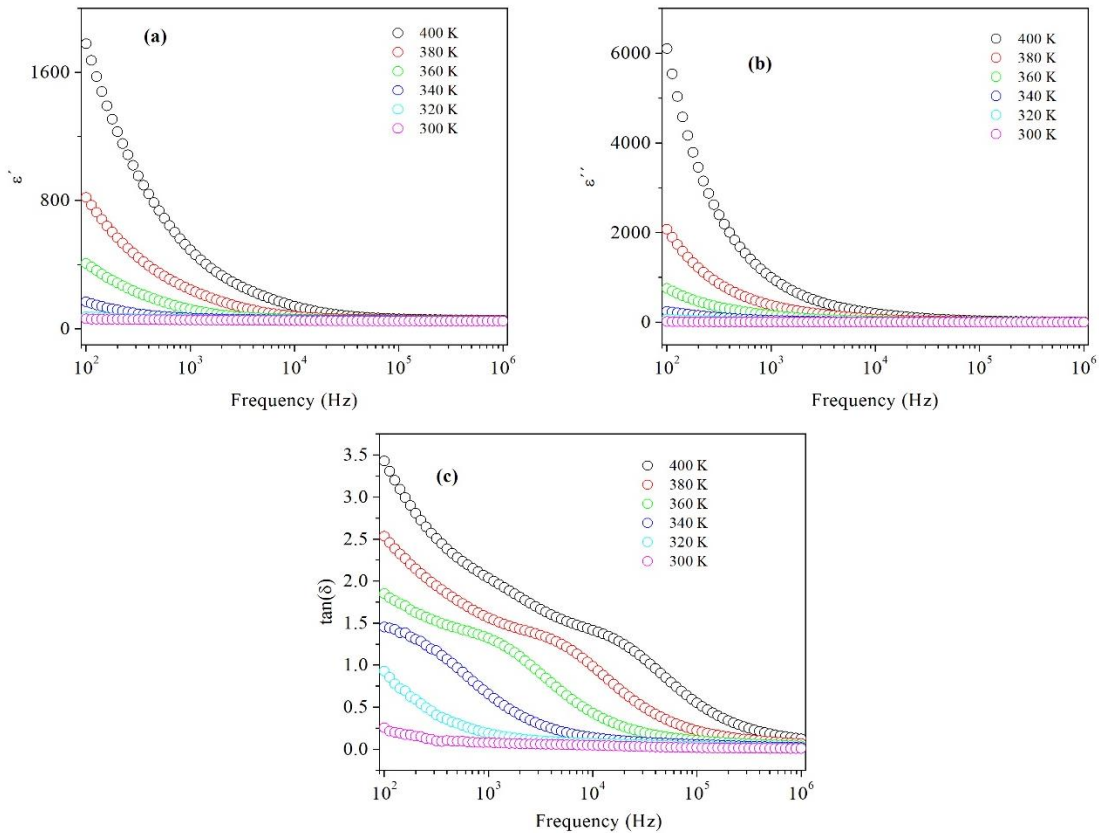 (a)
400 K
380 K
360 K
340 K
320 K
300 K
1600
800
0
ε´
10² 10³ 10⁴ 10⁵ 10⁶
Frequency (Hz)
(b)
400 K
380 K
360 K
340 K
320 K
300 K
6000
4000
2000
0
ε´´
10² 10³ 10⁴ 10⁵ 10⁶
Frequency (Hz)
(c)
400 K
380 K
360 K
340 K
320 K
300 K
3.5
3.0
2.5
2.0
1.5
1.0
0.5
0.0
tan(δ)
10² 10³ 10⁴ 10⁵ 10⁶
Frequency (Hz)